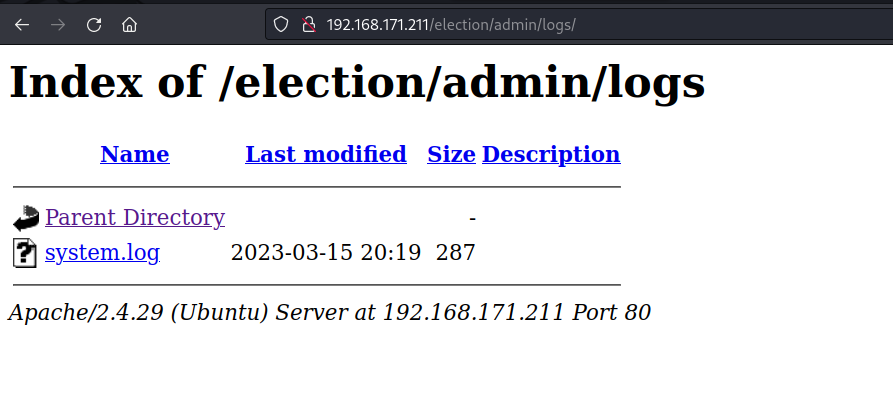 192.168.171.211/election/admin/logs/
Index of /election/admin/logs
Name Last modified Size Description
Parent Directory -
system.log 2023-03-15 20:19 287
Apache/2.4.29 (Ubuntu) Server at 192.168.171.211 Port 80